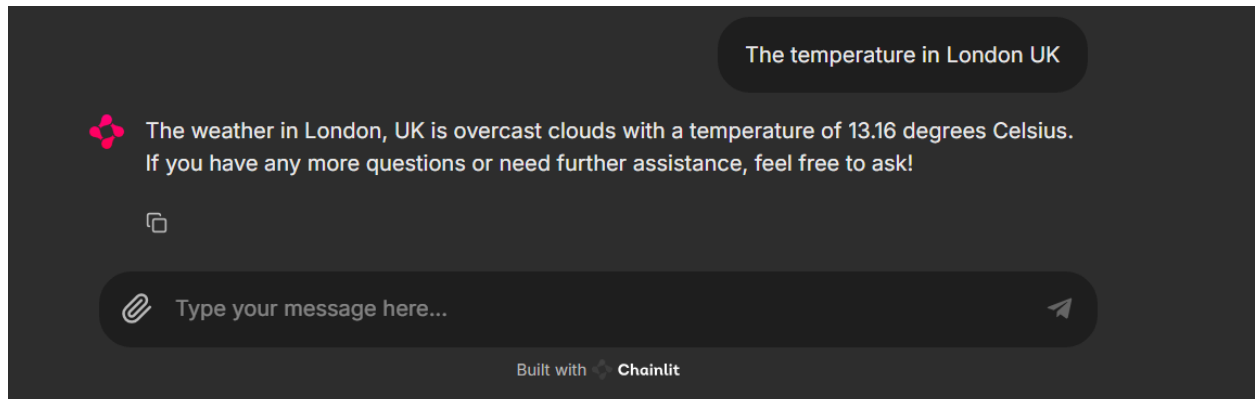 The temperature in London UK
The weather in London, UK is overcast clouds with a temperature of 13.16 degrees Celsius.
If you have any more questions or need further assistance, feel free to ask!
Type your message here...
Built with Chainlit